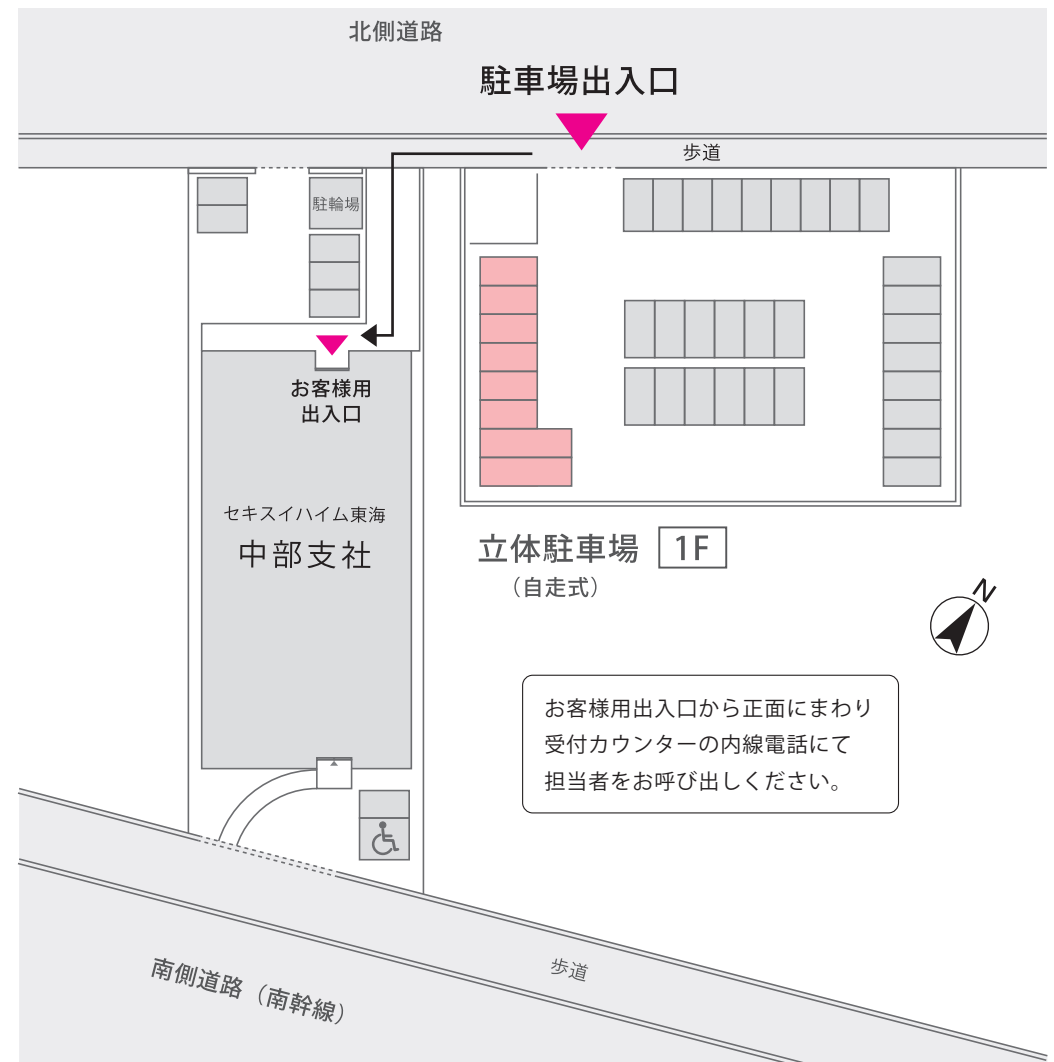 北側道路
駐車場出入口
歩道
駐輪場
お客様用
出入口
セキスイハイム東海
中部支社
立体駐車場 1F
（自走式）
N
お客様用出入口から正面にまわり
受付カウンターの内線電話にて
担当者をお呼び出しください。
歩道
南側道路（南幹線）